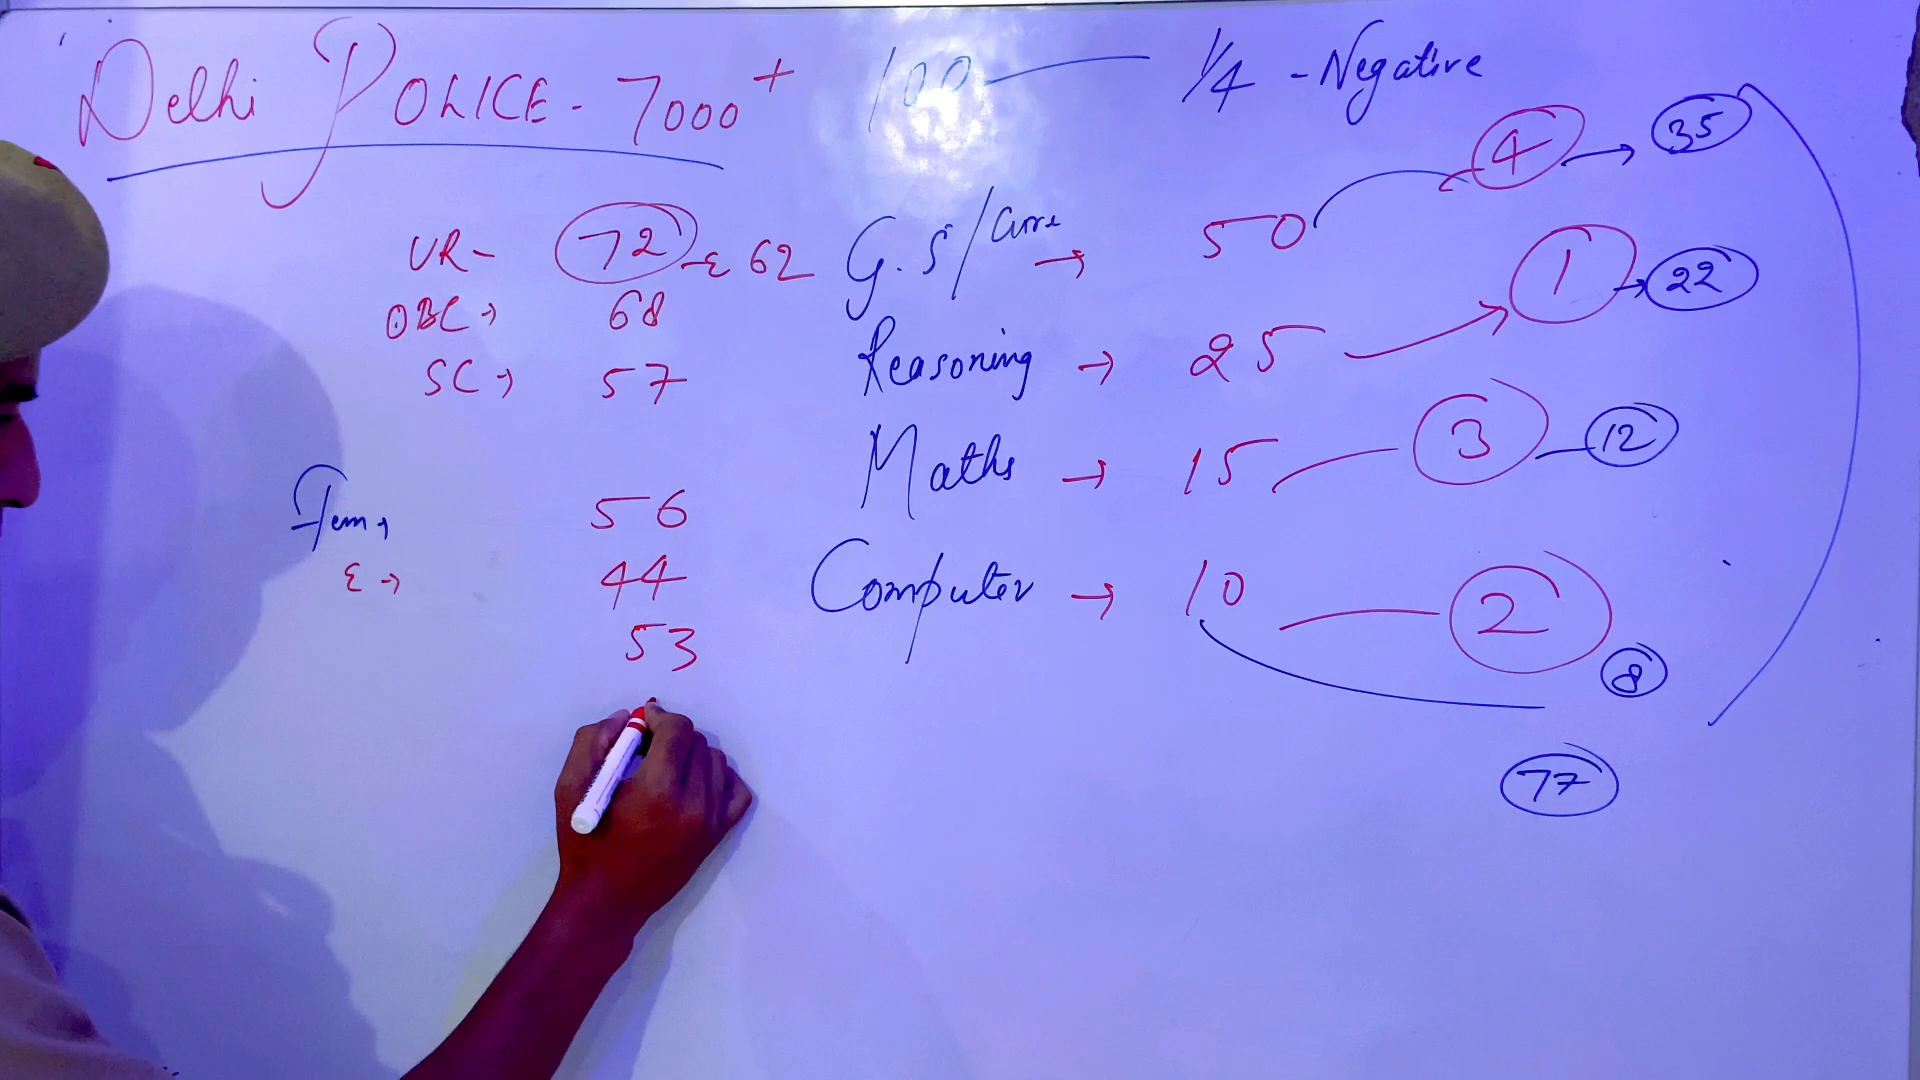 Delhi POLICE - 7000+ 100 — 1/4 - Negative
UR - 72 - E 62
OBC → 68
SC → 57
Fem → 56
E → 44
53
G.S/Curre → 50 4 → 35
Reasoning → 25 → 1 → 22
Maths → 15 — 3 — 12
Computer → 10 — 2 8
77